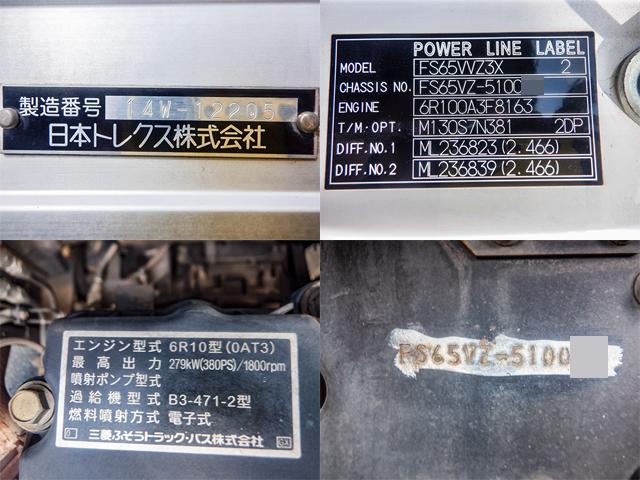 製造番号 14W-12205
日本トレクス株式会社
POWER LINE LABEL
MODEL FS65VVZ3X 2
CHASSIS NO. FS65VZ-5100
ENGINE 6R100A3F8163
T/M·OPT. M130S7N381 2DP
DIFF.NO.1 ML236823(2.466)
DIFF.NO.2 ML236839(2.466)
エンジン型式 6R10型(0AT3)
最高出力 279kW(380PS)/1800rpm
噴射ポンプ型式
過給機型式 B3-471-2型
燃料噴射方式 電子式
三菱ふそうトラック・バス株式会社
FS65VZ-5100